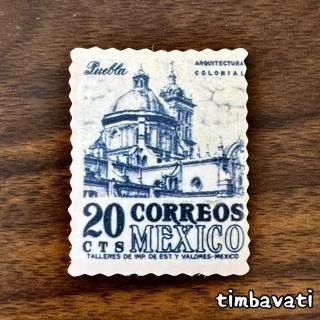 Puebla
ARQUITECTURA
COLONIAL
20 CTS
CORREOS
MEXICO
TALLERES DE IMP. DE EST. Y VALORES-MEXICO
timbavati